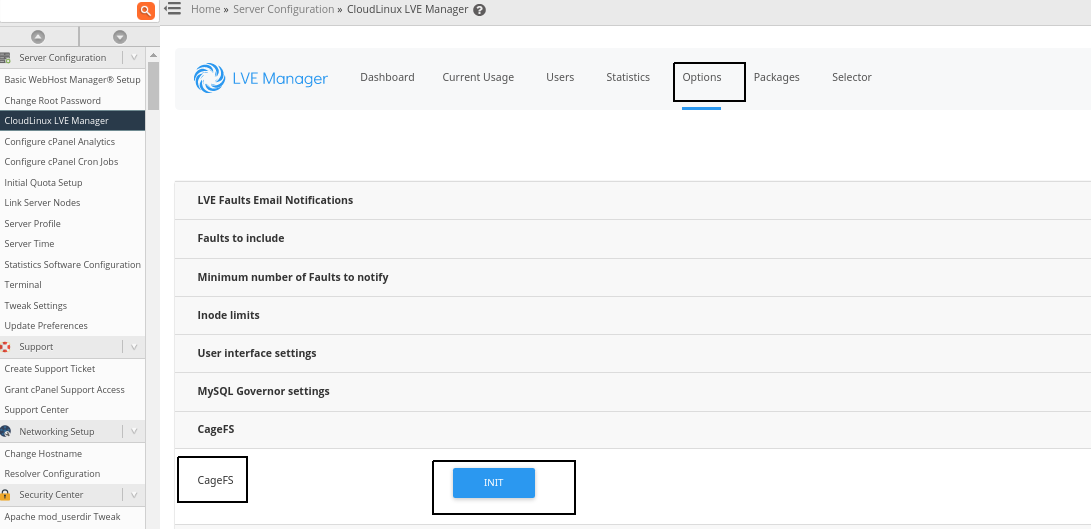 Home » Server Configuration » CloudLinux LVE Manager
Server Configuration
Basic WebHost Manager® Setup
Change Root Password
CloudLinux LVE Manager
Configure cPanel Analytics
Configure cPanel Cron Jobs
Initial Quota Setup
Link Server Nodes
Server Profile
Server Time
Statistics Software Configuration
Terminal
Tweak Settings
Update Preferences
Support
Create Support Ticket
Grant cPanel Support Access
Support Center
Networking Setup
Change Hostname
Resolver Configuration
Security Center
Apache mod_userdir Tweak
LVE Manager Dashboard Current Usage Users Statistics Options Packages Selector
LVE Faults Email Notifications
Faults to include
Minimum number of Faults to notify
Inode limits
User interface settings
MySQL Governor settings
CageFS
CageFS INIT